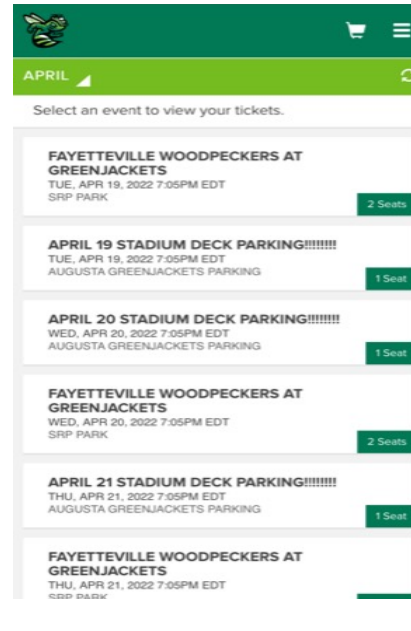 APRIL
Select an event to view your tickets.
FAYETTEVILLE WOODPECKERS AT
GREENJACKETS
TUE, APR 19, 2022 7:05PM EDT
SRP PARK
2 Seats
APRIL 19 STADIUM DECK PARKING!!!!!!!!
TUE, APR 19, 2022 7:05PM EDT
AUGUSTA GREENJACKETS PARKING
1 Seat
APRIL 20 STADIUM DECK PARKING!!!!!!!!
WED, APR 20, 2022 7:05PM EDT
AUGUSTA GREENJACKETS PARKING
1 Seat
FAYETTEVILLE WOODPECKERS AT
GREENJACKETS
WED, APR 20, 2022 7:05PM EDT
SRP PARK
2 Seats
APRIL 21 STADIUM DECK PARKING!!!!!!!!
THU, APR 21, 2022 7:05PM EDT
AUGUSTA GREENJACKETS PARKING
1 Seat
FAYETTEVILLE WOODPECKERS AT
GREENJACKETS
THU, APR 21, 2022 7:05PM EDT
SRP PARK